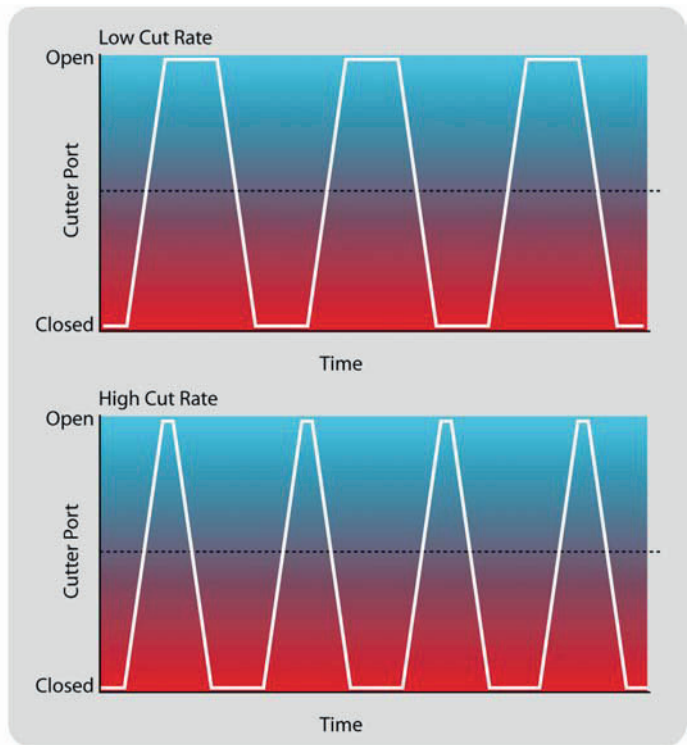 Low Cut Rate
Open
Cutter Port
Closed
Time
High Cut Rate
Open
Cutter Port
Closed
Time